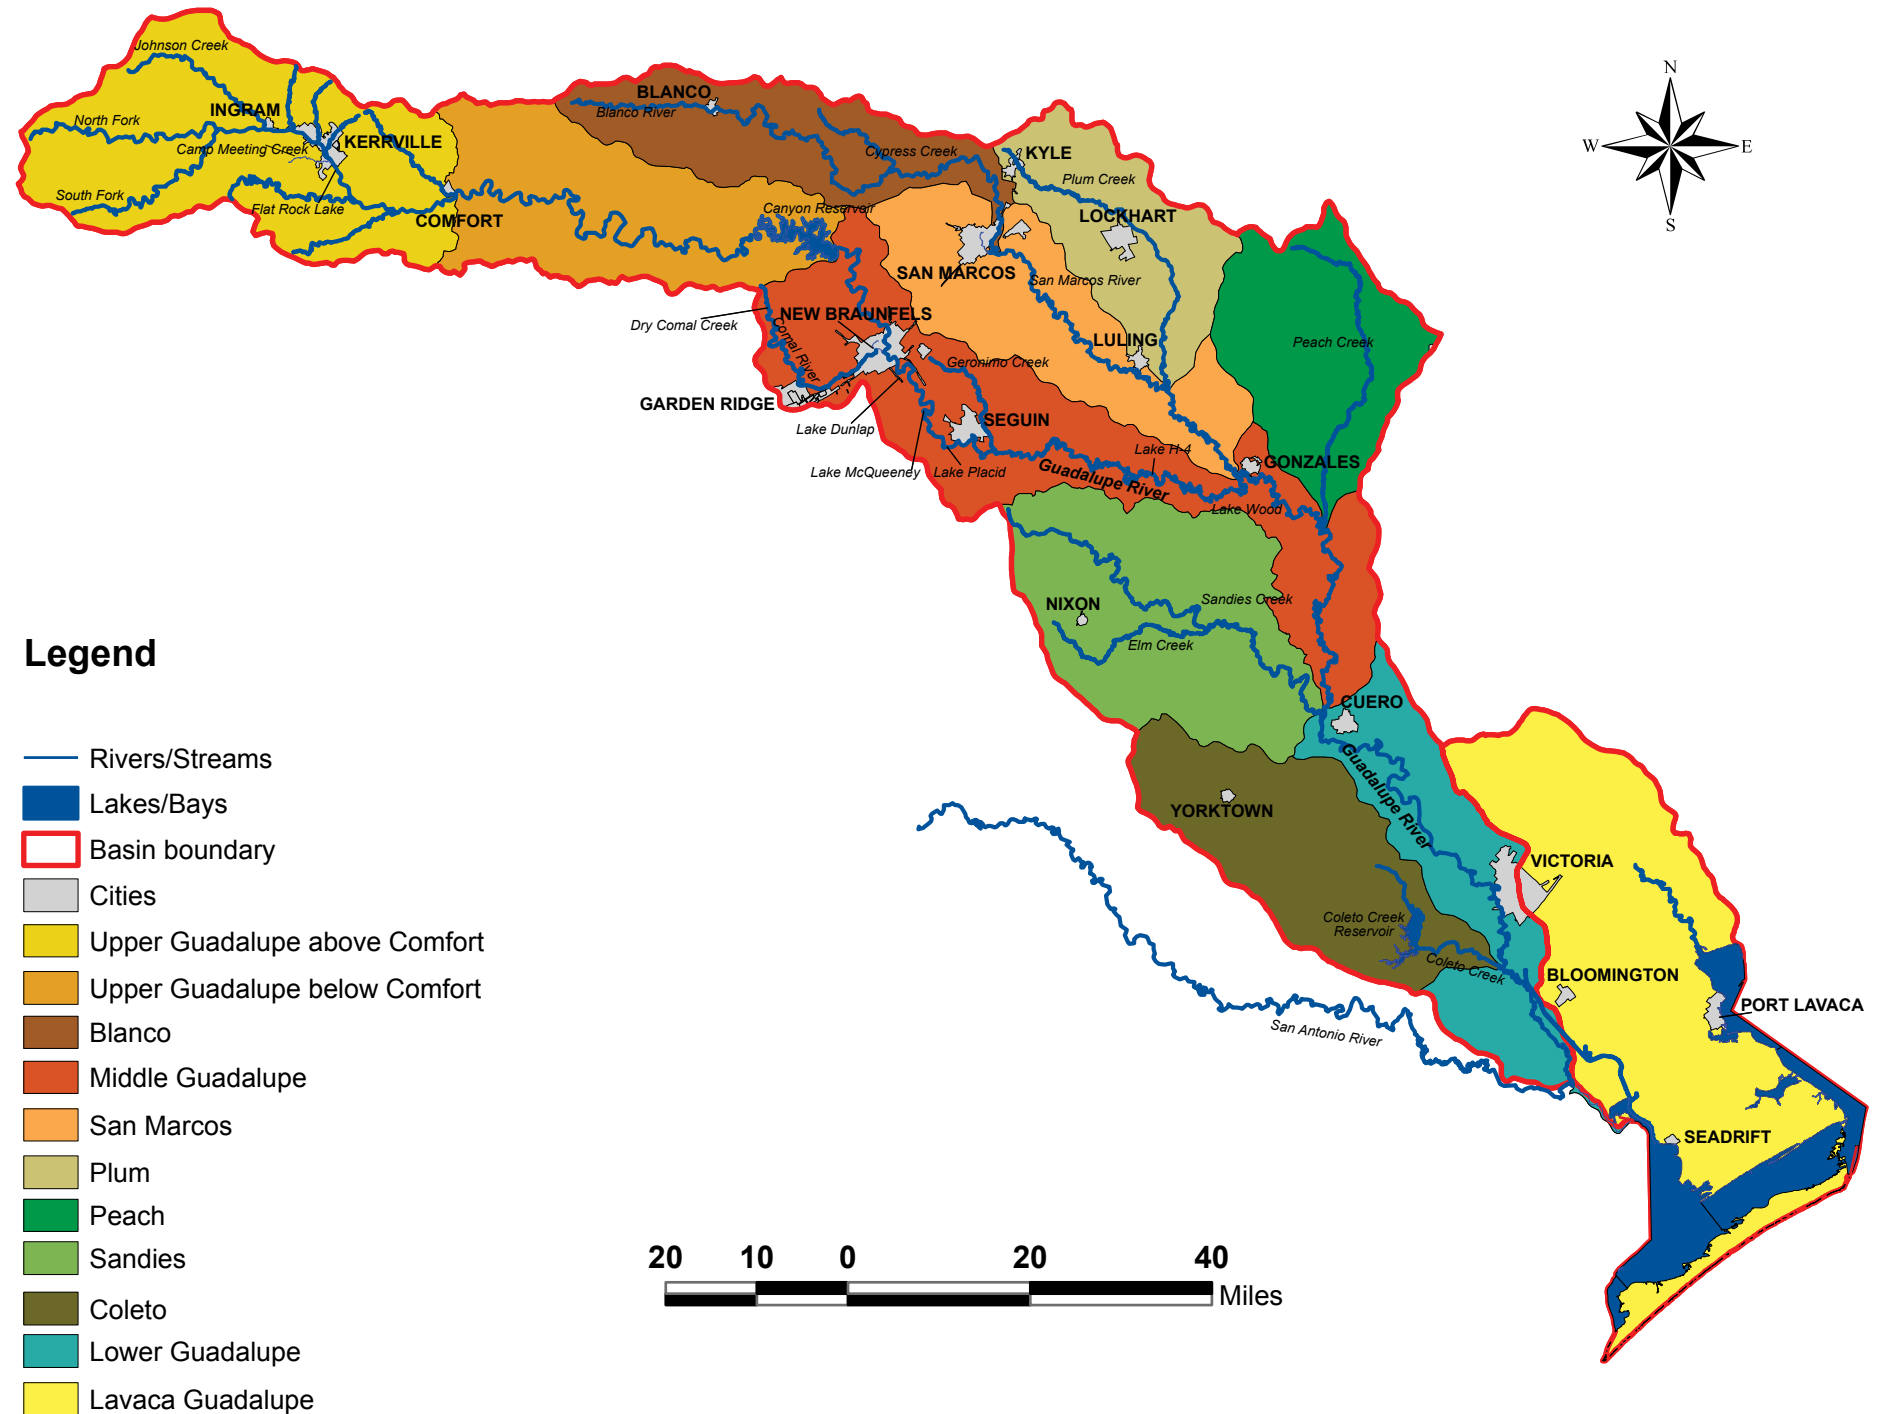 Johnson Creek
N
BLANCO
INGRAM
Blanco River
North Fork
KERRVILLE
W
E
Camp Meeting Creek
Cypress Creek
KYLE
Plum Creek
South Fork
Flat Rock Lake
Canyon Reservoir
LOCKHART
COMFORT
S
SAN MARCOS
San Marcos River
NEW BRAUNFELS
Dry Comal Creek
Comal River
LULING
Peach Creek
Geronimo Creek
GARDEN RIDGE
SEGUIN
Lake Dunlap
Lake H-4
GONZALES
Lake McQueeney
Lake Placid
Guadalupe River
Lake Wood
NIXON
Sandies Creek
Elm Creek
CUERO
Guadalupe River
YORKTOWN
VICTORIA
Coleto Creek
Reservoir
Coleto Creek
BLOOMINGTON
PORT LAVACA
San Antonio River
SEADRIFT
Legend
Rivers/Streams
Lakes/Bays
Basin boundary
Cities
Upper Guadalupe above Comfort
Upper Guadalupe below Comfort
Blanco
Middle Guadalupe
San Marcos
Plum
Peach
Sandies
Coleto
Lower Guadalupe
Lavaca Guadalupe
20 10 0 20 40
Miles